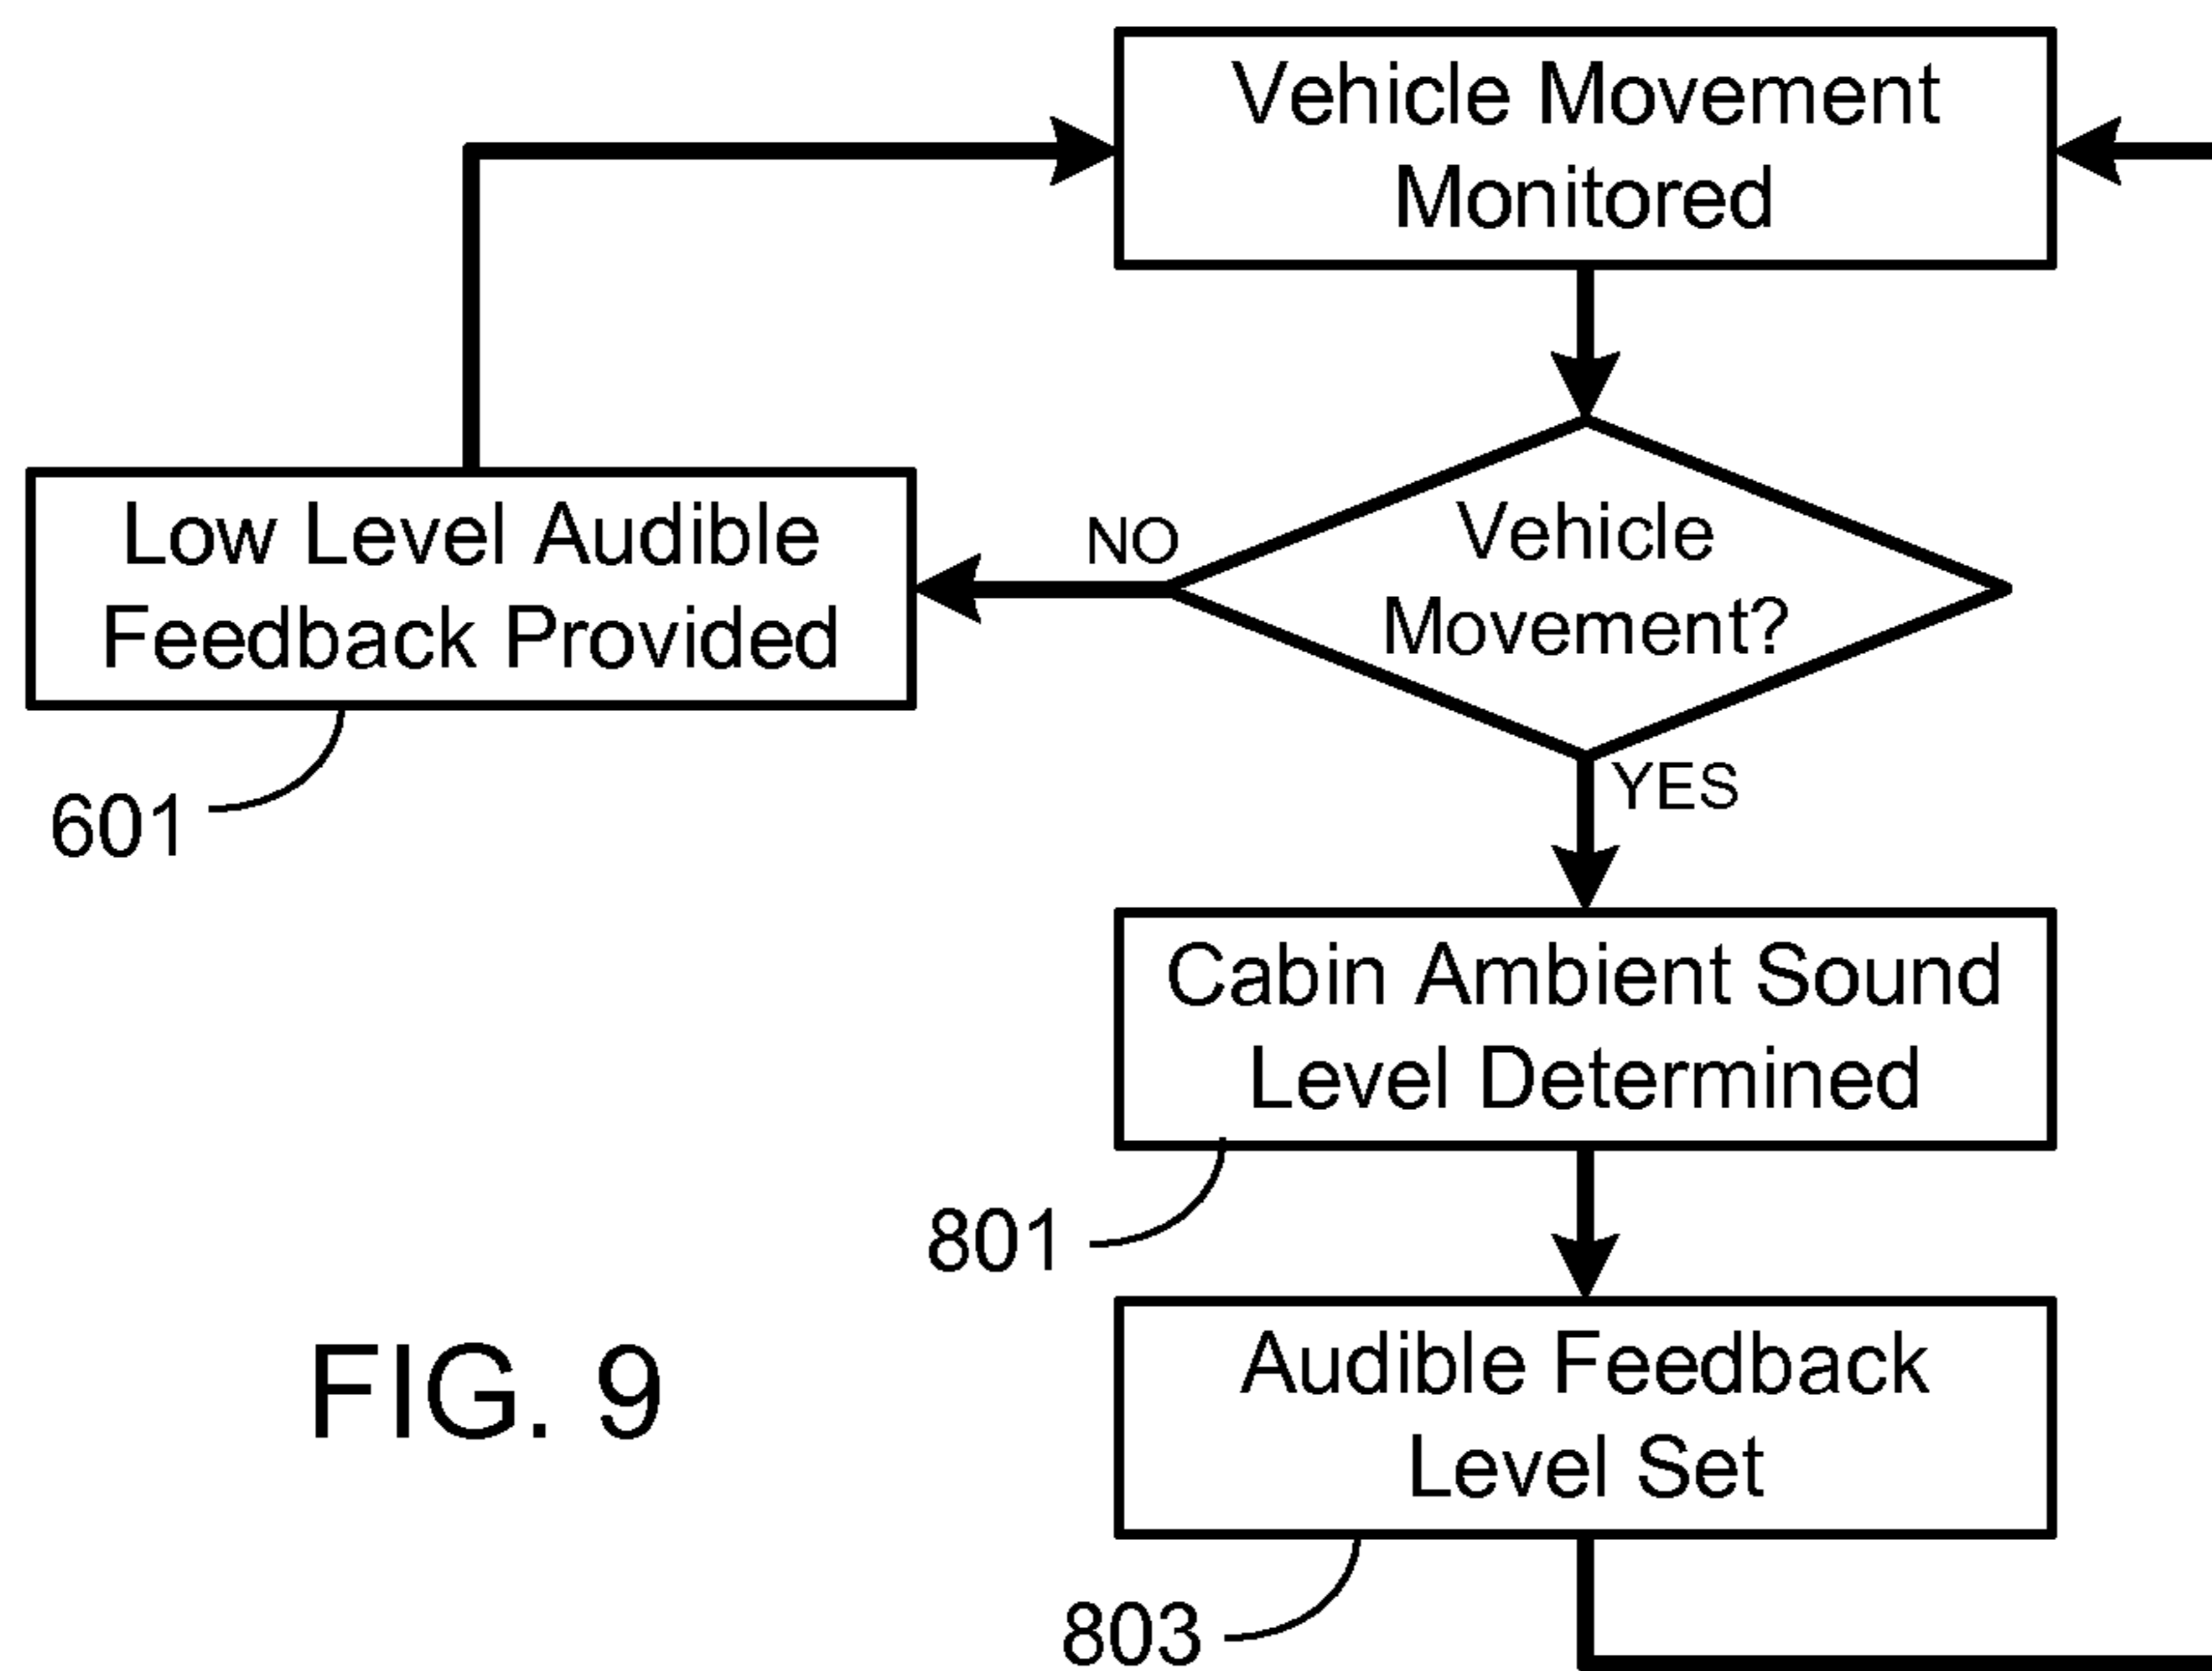 Vehicle Movement
Monitored
Low Level Audible
Feedback Provided
NO
Vehicle
Movement?
601
YES
Cabin Ambient Sound
Level Determined
801
Audible Feedback
Level Set
FIG. 9
803